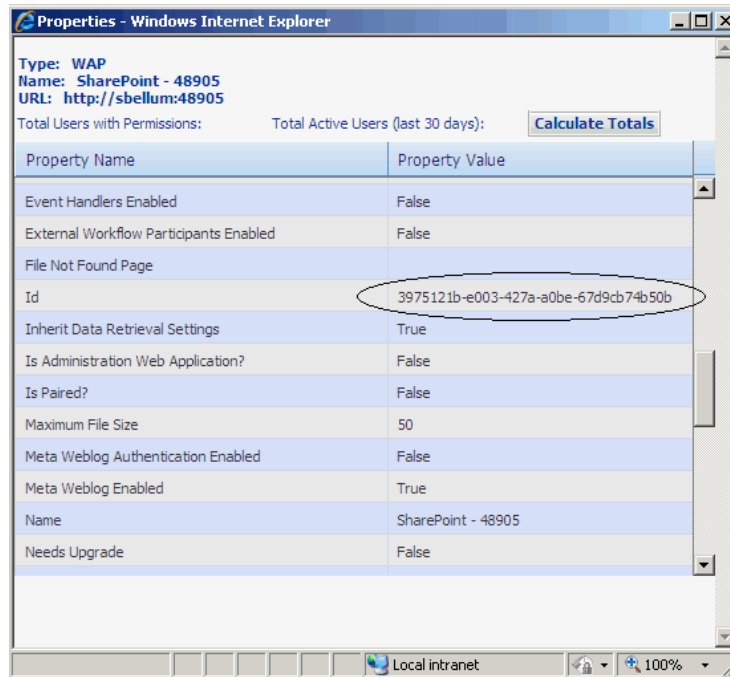 Properties - Windows Internet Explorer
Type: WAP
Name: SharePoint - 48905
URL: http://sbellum:48905
Total Users with Permissions: Total Active Users (last 30 days): Calculate Totals
Property Name Property Value
Event Handlers Enabled False
External Workflow Participants Enabled False
File Not Found Page
Id 3975121b-e003-427a-a0be-67d9cb74b50b
Inherit Data Retrieval Settings True
Is Administration Web Application? False
Is Paired? False
Maximum File Size 50
Meta Weblog Authentication Enabled False
Meta Weblog Enabled True
Name SharePoint - 48905
Needs Upgrade False
Local intranet 100%